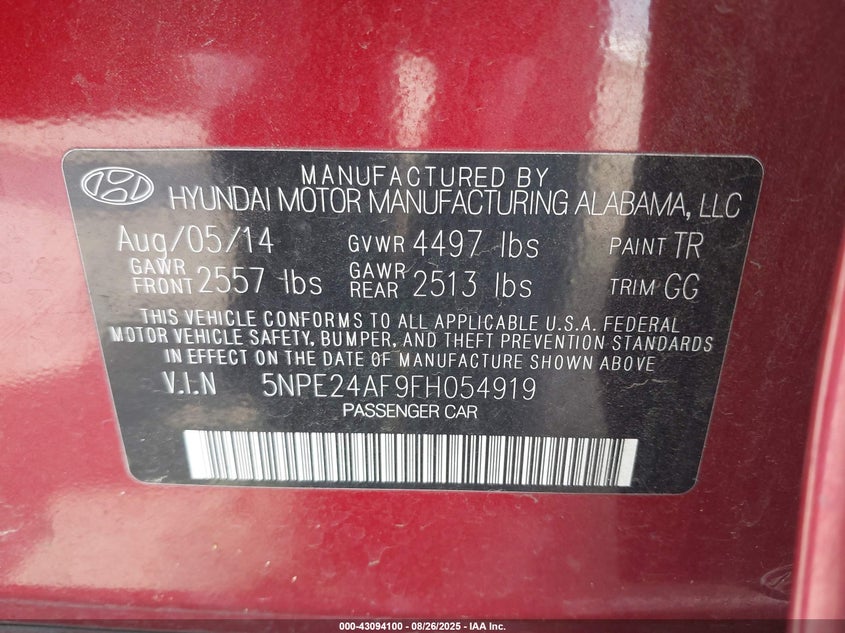 MANUFACTURED BY
HYUNDAI MOTOR MANUFACTURING ALABAMA, LLC
Aug/05/14 GVWR 4497 lbs PAINT TR
GAWR FRONT 2557 lbs GAWR REAR 2513 lbs TRIM GG
THIS VEHICLE CONFORMS TO ALL APPLICABLE U.S.A. FEDERAL
MOTOR VEHICLE SAFETY, BUMPER, AND THEFT PREVENTION STANDARDS
IN EFFECT ON THE DATE OF MANUFACTURE SHOWN ABOVE
V.I.N 5NPE24AF9FH054919
PASSENGER CAR
000-43094100 - 08/26/2025 - IAA Inc.